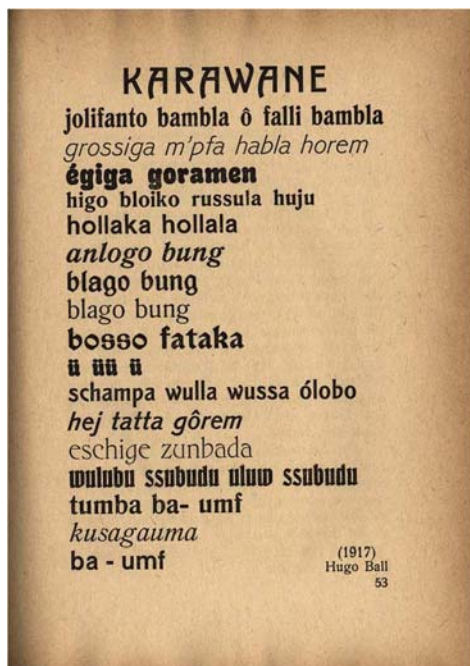 KARAWANE
jolifanto bambla ô falli bambla
grossiga m'pfa habla horem
égiga goramen
higo bloiko russula huju
hollaka hollala
anlogo bung
blago bung
blago bung
bosso fataka
ü üü ü
schampa wulla wussa ólobo
hej tatta gôrem
eschige zunbada
wulubu ssubudu uluw ssubudu
tumba ba- umf
kusagauma
ba - umf
(1917)
Hugo Ball
53